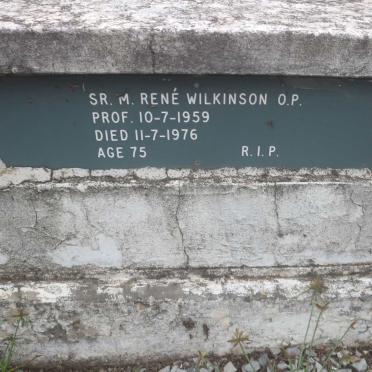 SR. M. RENÉ WILKINSON O.P.
PROF. 10-7-1959
DIED 11-7-1976
AGE 75 R.I.P.